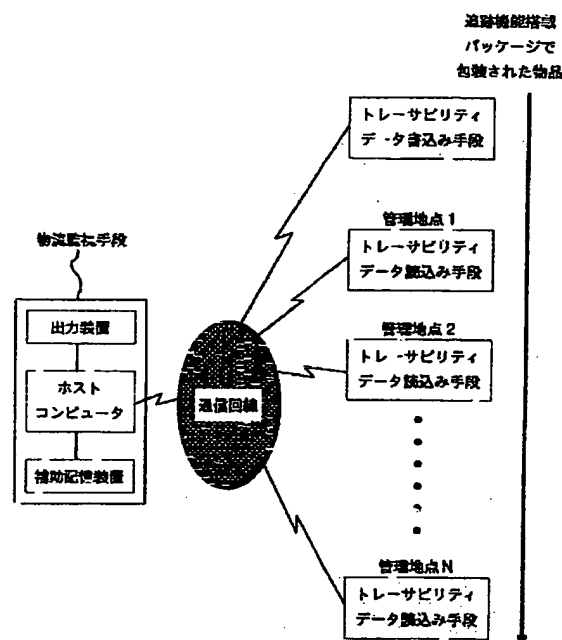 追跡機能搭載
パッケージで
包装された物品
トレーサビリティ
データ書込み手段
管理地点1
トレーサビリティ
データ読込み手段
物流監視手段
出力装置
管理地点2
トレーサビリティ
データ読込み手段
ホスト
コンピュータ
通信回線
補助記憶装置
管理地点N
トレーサビリティ
データ読込み手段